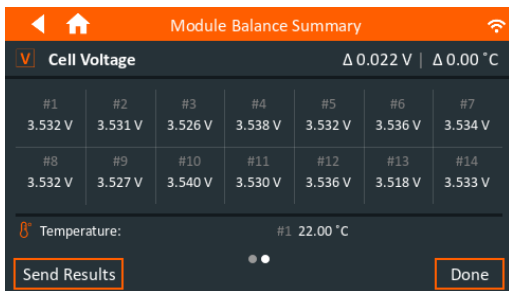 Module Balance Summary
V Cell Voltage Δ 0.022 V | Δ 0.00 °C
#1 #2 #3 #4 #5 #6 #7
3.532 V 3.531 V 3.526 V 3.538 V 3.532 V 3.536 V 3.534 V
#8 #9 #10 #11 #12 #13 #14
3.532 V 3.527 V 3.540 V 3.530 V 3.536 V 3.518 V 3.533 V
Temperature: #1 22.00 °C
Send Results Done